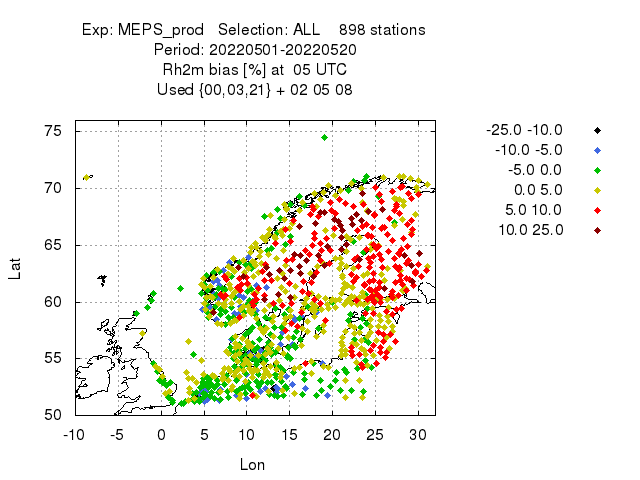 Exp: MEPS_prod   Selection: ALL    898 stations
Period: 20220501-20220520
Rh2m bias [%] at  05 UTC
Used {00,03,21} + 02 05 08
75
70
65
60
55
50
Lat
-10 -5 0 5 10 15 20 25 30
Lon
-25.0 -10.0
-10.0 -5.0
-5.0 0.0
0.0 5.0
5.0 10.0
10.0 25.0